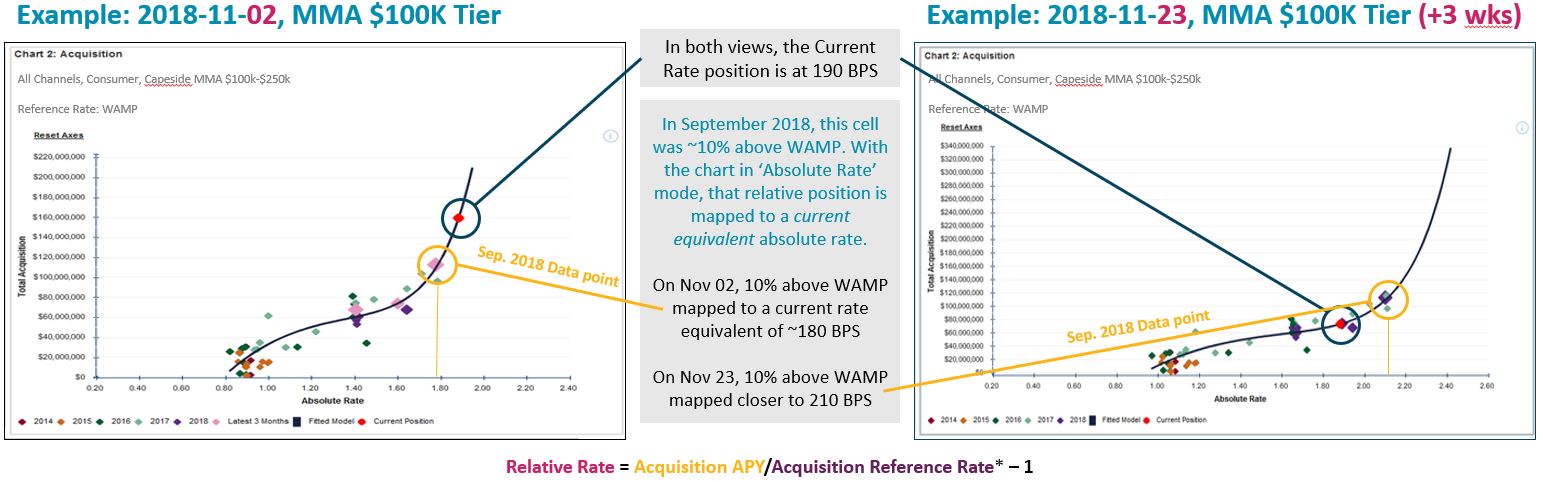 Example: 2018-11-02, MMA $100K Tier
Chart 2: Acquisition
All Channels, Consumer, Capeside MMA $100k-$250k
Reference Rate: WAMP
Reset Axes
$220,000,000
$200,000,000
$180,000,000
$160,000,000
$140,000,000
$120,000,000
$100,000,000
$80,000,000
$60,000,000
$40,000,000
$20,000,000
$0
Total Acquisition
0.20 0.40 0.60 0.80 1.00 1.20 1.40 1.60 1.80 2.00 2.20 2.40
Absolute Rate
2014 2015 2016 2017 2018 Latest 3 Months Fitted Model Current Position
Sep. 2018 Data point
In both views, the Current
Rate position is at 190 BPS
In September 2018, this cell
was ~10% above WAMP. With
the chart in ‘Absolute Rate’
mode, that relative position is
mapped to a current
equivalent absolute rate.
On Nov 02, 10% above WAMP
mapped to a current rate
equivalent of ~180 BPS
On Nov 23, 10% above WAMP
mapped closer to 210 BPS
Example: 2018-11-23, MMA $100K Tier (+3 wks)
Chart 2: Acquisition
All Channels, Consumer, Capeside MMA $100k-$250k
Reference Rate: WAMP
Reset Axes
$340,000,000
$320,000,000
$300,000,000
$280,000,000
$260,000,000
$240,000,000
$220,000,000
$200,000,000
$180,000,000
$160,000,000
$140,000,000
$120,000,000
$100,000,000
$80,000,000
$60,000,000
$40,000,000
$20,000,000
$0
Total Acquisition
0.20 0.40 0.60 0.80 1.00 1.20 1.40 1.60 1.80 2.00 2.20 2.60
Absolute Rate
2014 2015 2016 2017 2018 Fitted Model Current Position
Sep. 2018 Data point
Relative Rate = Acquisition APY/Acquisition Reference Rate* – 1